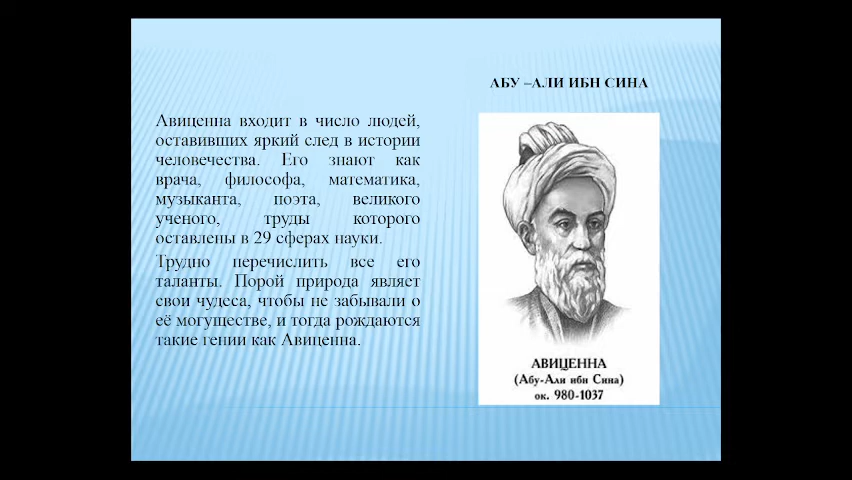 АБУ –АЛИ ИБН СИНА
Авиценна входит в число людей,
оставивших яркий след в истории
человечества. Его знают как
врача, философа, математика,
музыканта, поэта, великого
ученого, труды которого
оставлены в 29 сферах науки.
Трудно перечислить все его
таланты. Порой природа являет
свои чудеса, чтобы не забывали о
её могуществе, и тогда рождаются
такие гении как Авиценна.
АВИЦЕННА
(Абу-Али ибн Сина)
ок. 980-1037